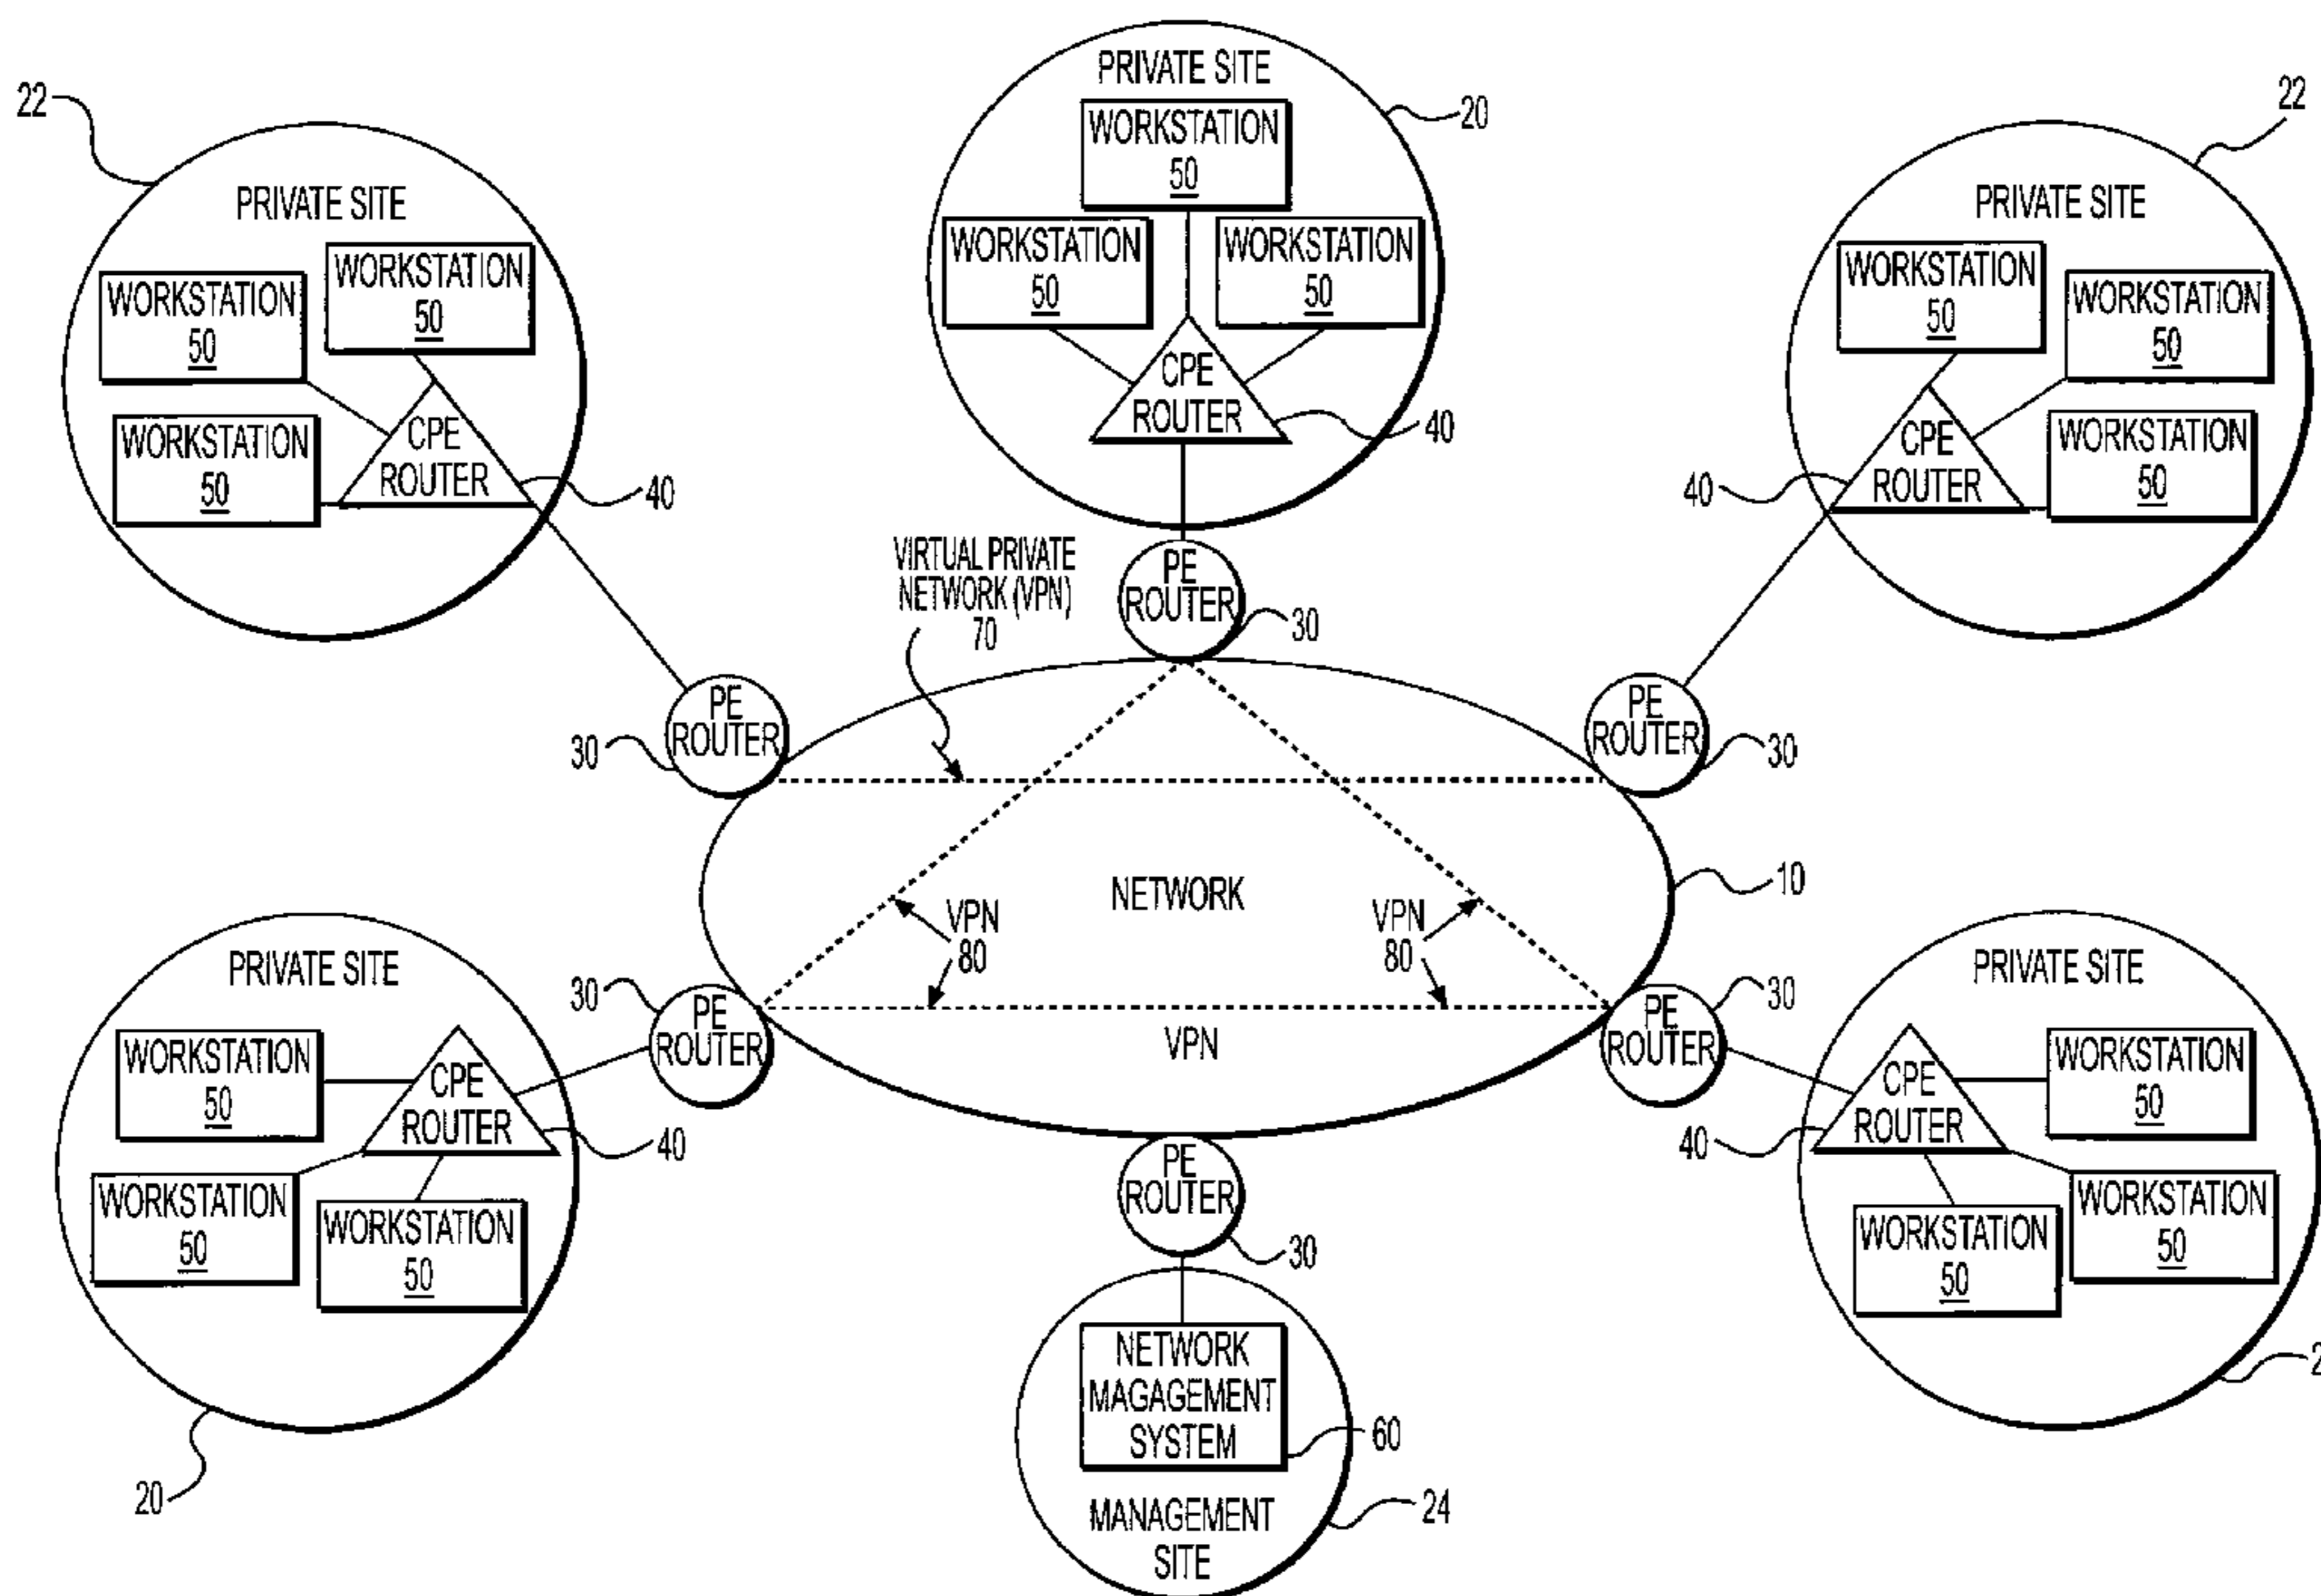 22
PRIVATE SITE
WORKSTATION
50
WORKSTATION
50
WORKSTATION
50
CPE
ROUTER
40
PRIVATE SITE
20
WORKSTATION
50
WORKSTATION
50
WORKSTATION
50
CPE
ROUTER
40
22
PRIVATE SITE
WORKSTATION
50
WORKSTATION
50
WORKSTATION
50
CPE
ROUTER
40
VIRTUAL PRIVATE
NETWORK (VPN)
70
PE
ROUTER
30
PE
ROUTER
30
PE
ROUTER
30
NETWORK
10
VPN
80
VPN
80
VPN
PRIVATE SITE
WORKSTATION
50
WORKSTATION
50
WORKSTATION
50
CPE
ROUTER
40
20
30
PE
ROUTER
30
PE
ROUTER
PRIVATE SITE
CPE
ROUTER
40
WORKSTATION
50
WORKSTATION
50
WORKSTATION
50
2
PE
ROUTER
30
NETWORK
MAGAGEMENT
SYSTEM
60
MANAGEMENT
SITE
24